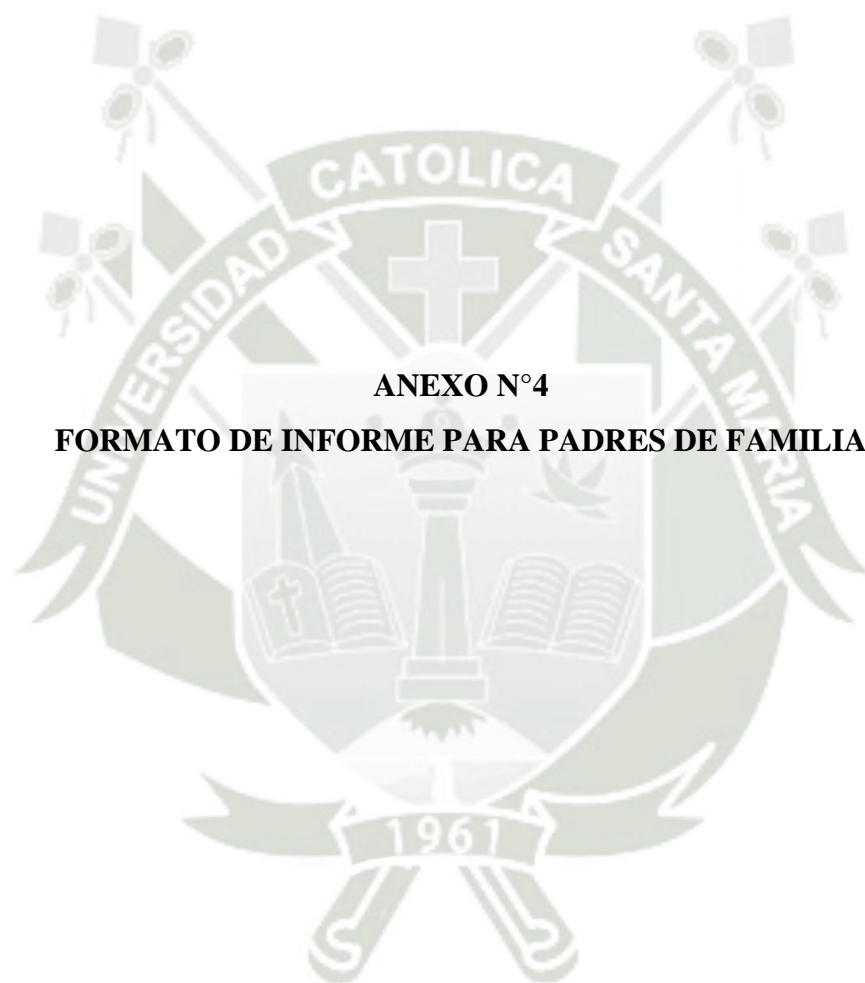 CATOLICA
UNIVERSIDAD
SANTA MARIA
ANEXO N°4
FORMATO DE INFORME PARA PADRES DE FAMILIA
1961